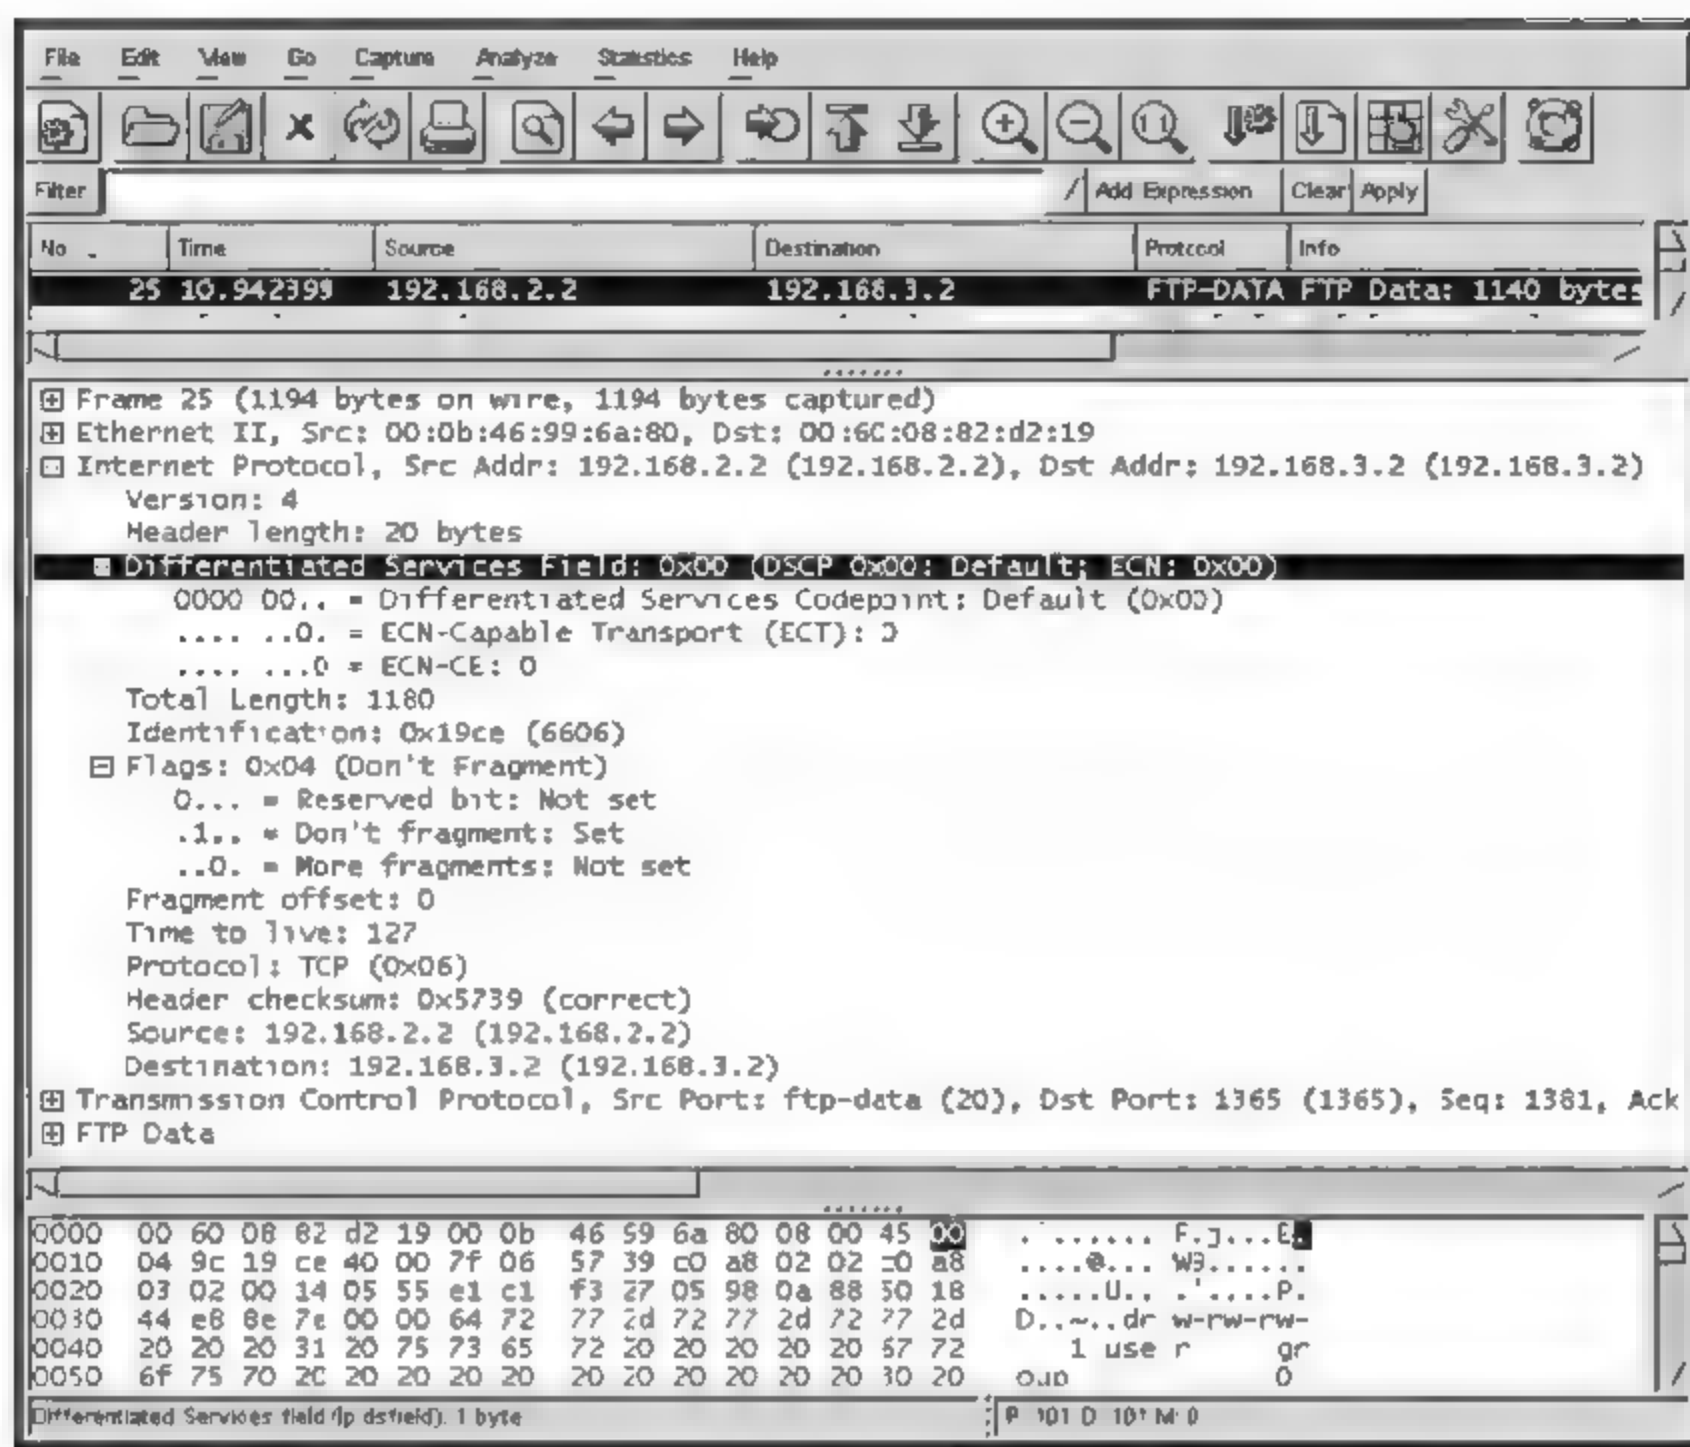 File Edit View Go Capture Analyze Statistics Help
Filter / Add Expression Clear Apply
No . Time Source Destination Protocol Info
25 10.942399 192.168.2.2 192.168.3.2 FTP-DATA FTP Data: 1140 bytes
Frame 25 (1194 bytes on wire, 1194 bytes captured)
Ethernet II, Src: 00:0b:46:99:6a:80, Dst: 00:60:08:82:d2:19
Internet Protocol, Src Addr: 192.168.2.2 (192.168.2.2), Dst Addr: 192.168.3.2 (192.168.3.2)
Version: 4
Header length: 20 bytes
Differentiated Services Field: 0x00 (DSCP 0x00: Default; ECN: 0x00)
0000 00.. = Differentiated Services Codepoint: Default (0x00)
.... ..0. = ECN-Capable Transport (ECT): 0
.... ...0 = ECN-CE: 0
Total Length: 1180
Identification: 0x19ce (6606)
Flags: 0x04 (Don't Fragment)
0... = Reserved bit: Not set
.1.. = Don't fragment: Set
..0. = More fragments: Not set
Fragment offset: 0
Time to live: 127
Protocol: TCP (0x06)
Header checksum: 0x5739 (correct)
Source: 192.168.2.2 (192.168.2.2)
Destination: 192.168.3.2 (192.168.3.2)
Transmission Control Protocol, Src Port: ftp-data (20), Dst Port: 1365 (1365), Seq: 1381, Ack
FTP Data
0000 00 60 08 82 d2 19 00 0b 46 99 6a 80 08 00 45 00 .`...... F.j...E.
0010 04 9c 19 ce 40 00 7f 06 57 39 c0 a8 02 02 c0 a8 ....@... W9......
0020 03 02 00 14 05 55 e1 c1 f3 27 05 98 0a 88 50 18 .....U.. .'....P.
0030 44 e8 8e 7e 00 00 64 72 77 2d 72 77 2d 72 77 2d D..~..dr w-rw-rw-
0040 20 20 20 31 20 75 73 65 72 20 20 20 20 20 67 72 1 use r gr
0050 6f 75 70 20 20 20 20 20 20 20 20 20 20 20 30 20 oup 0
Differentiated Services field (ip.dsfield), 1 byte P: 101 D: 101 M: 0